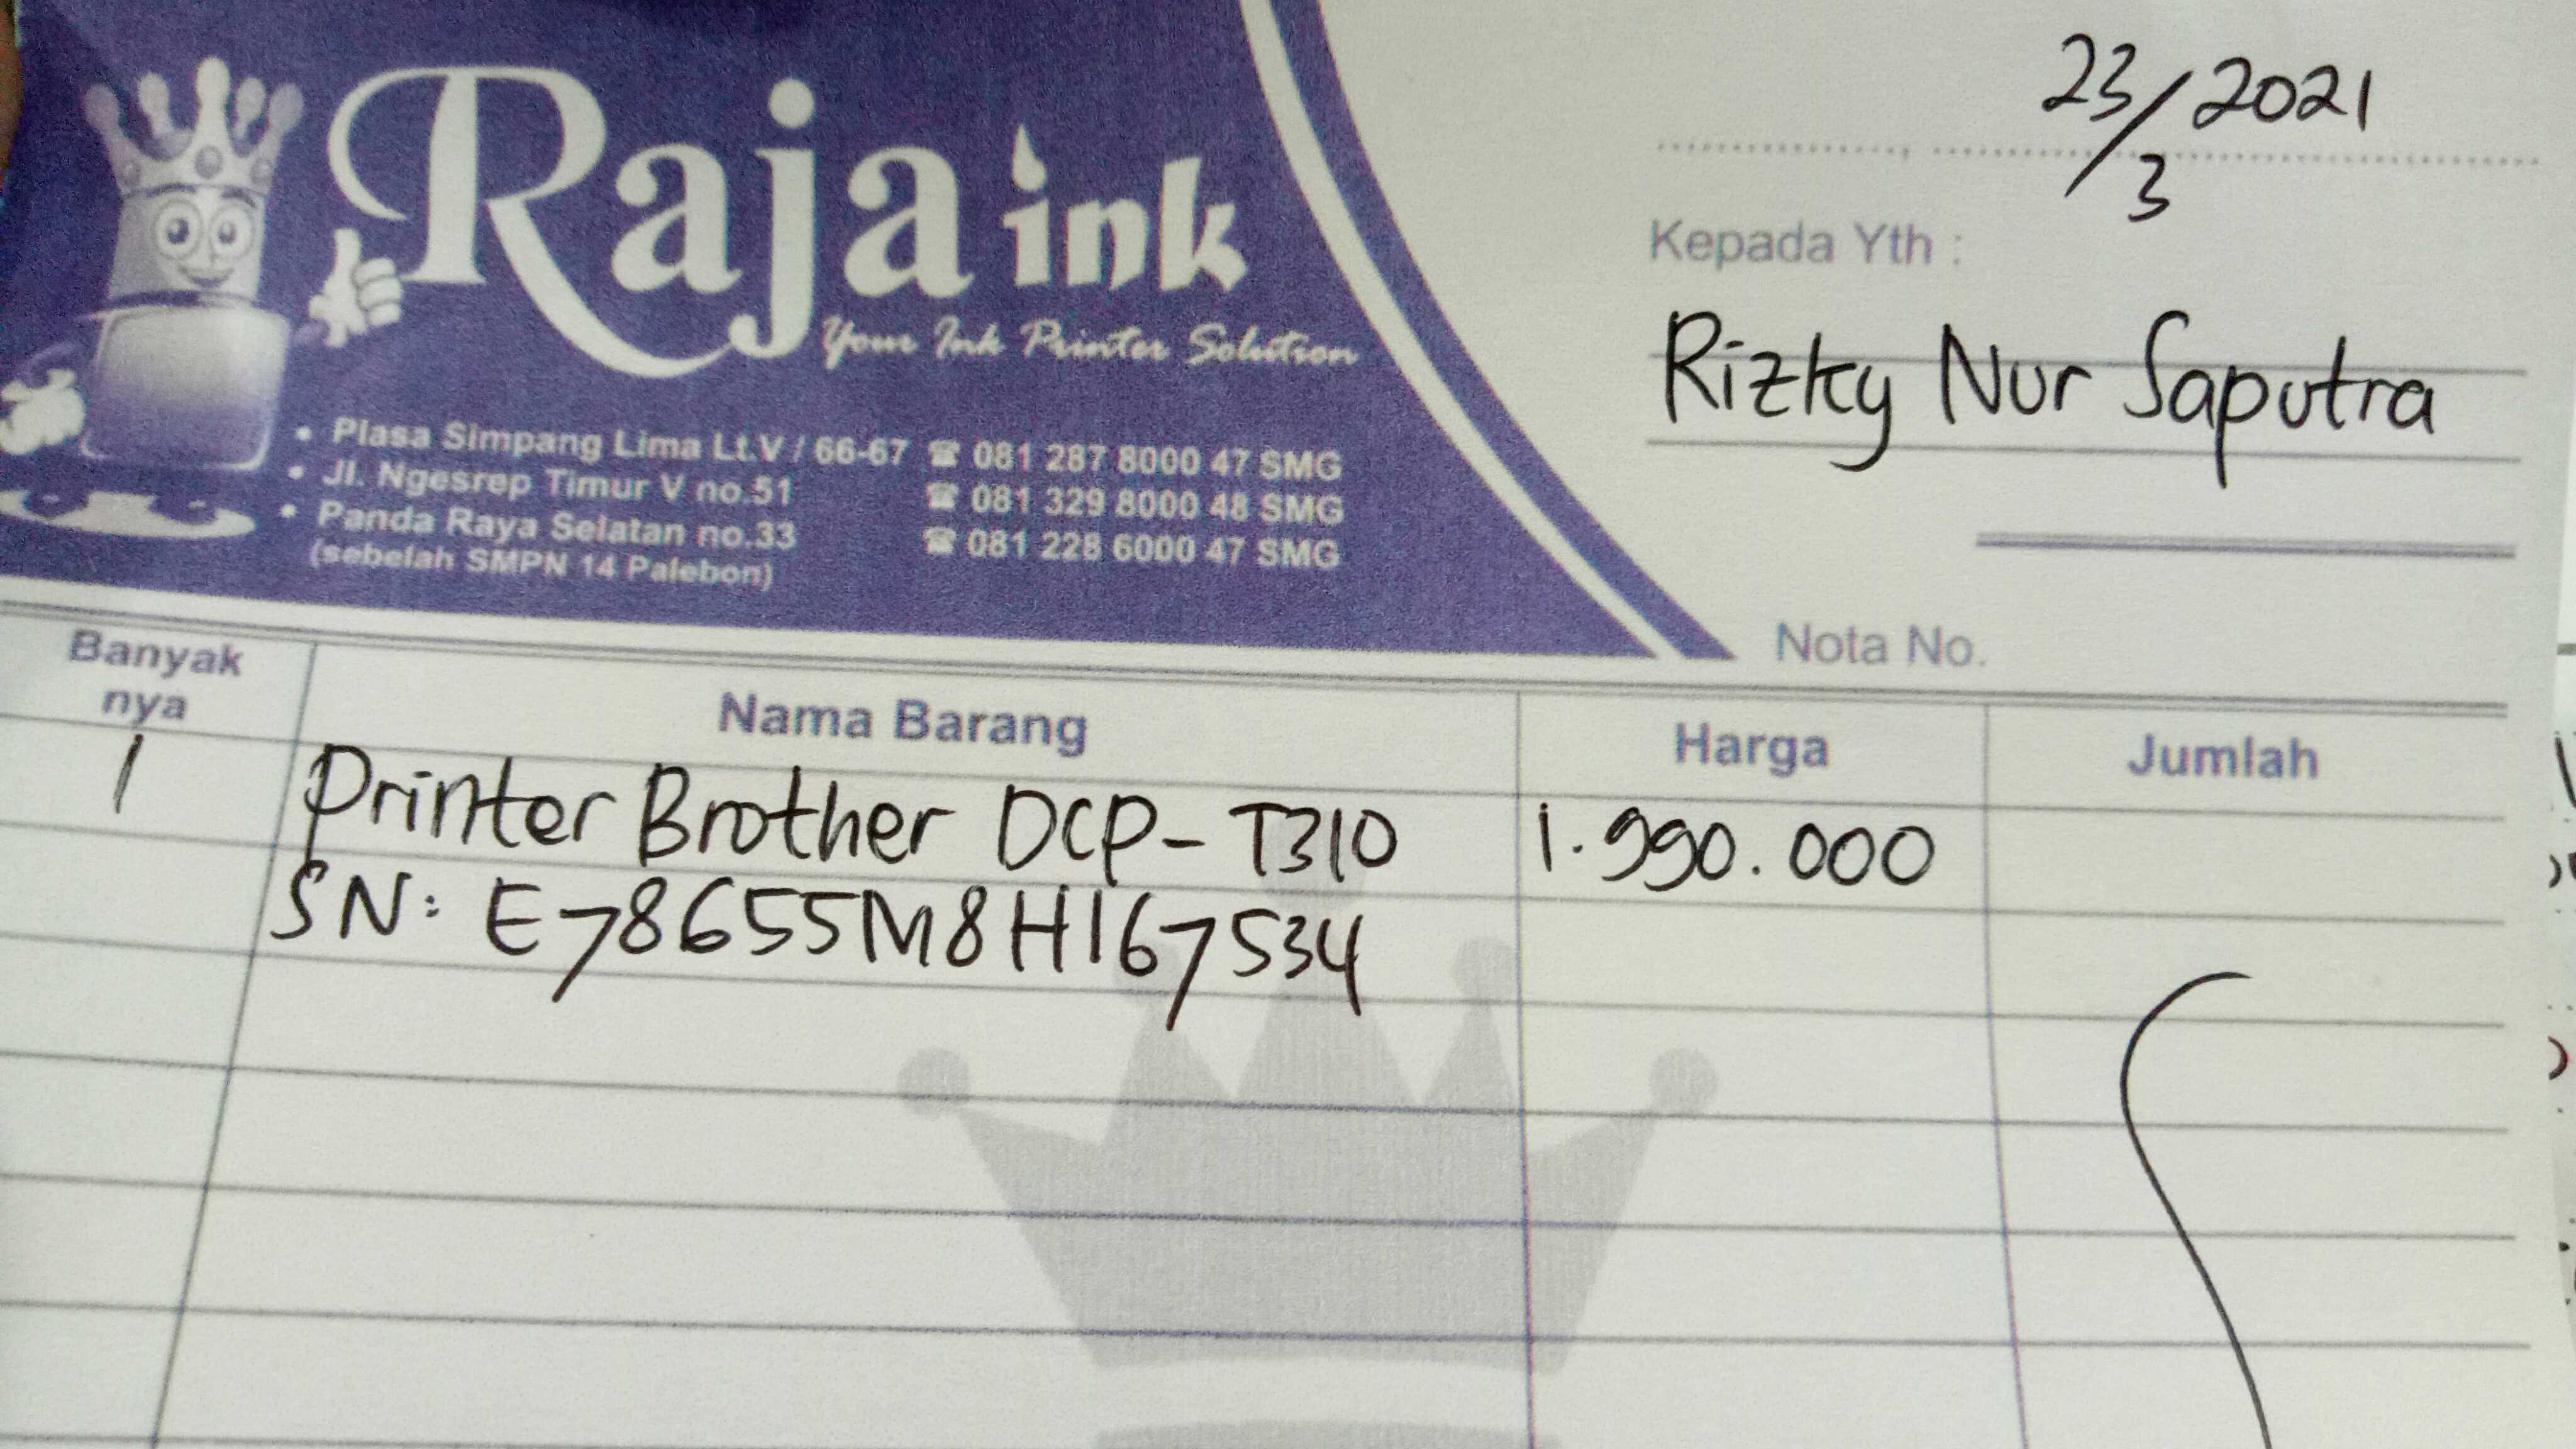 Raja ink
Your Ink Printer Solution
• Plasa Simpang Lima Lt.V / 66-67 ☎ 081 287 8000 47 SMG
• Jl. Ngesrep Timur V no.51 ☎ 081 329 8000 48 SMG
• Panda Raya Selatan no.33 ☎ 081 228 6000 47 SMG
(sebelah SMPN 14 Palebon)
23/3 2021
Kepada Yth :
Rizky Nur Saputra
Nota No.
Banyak nya Nama Barang Harga Jumlah
1 Printer Brother DCP-T310 1.990.000
SN: E78655M8H167534